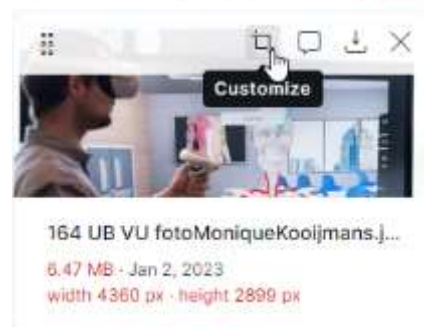 Customize
164 UB VU fotoMoniqueKooijmans.j...
6.47 MB - Jan 2, 2023
width 4360 px - height 2899 px